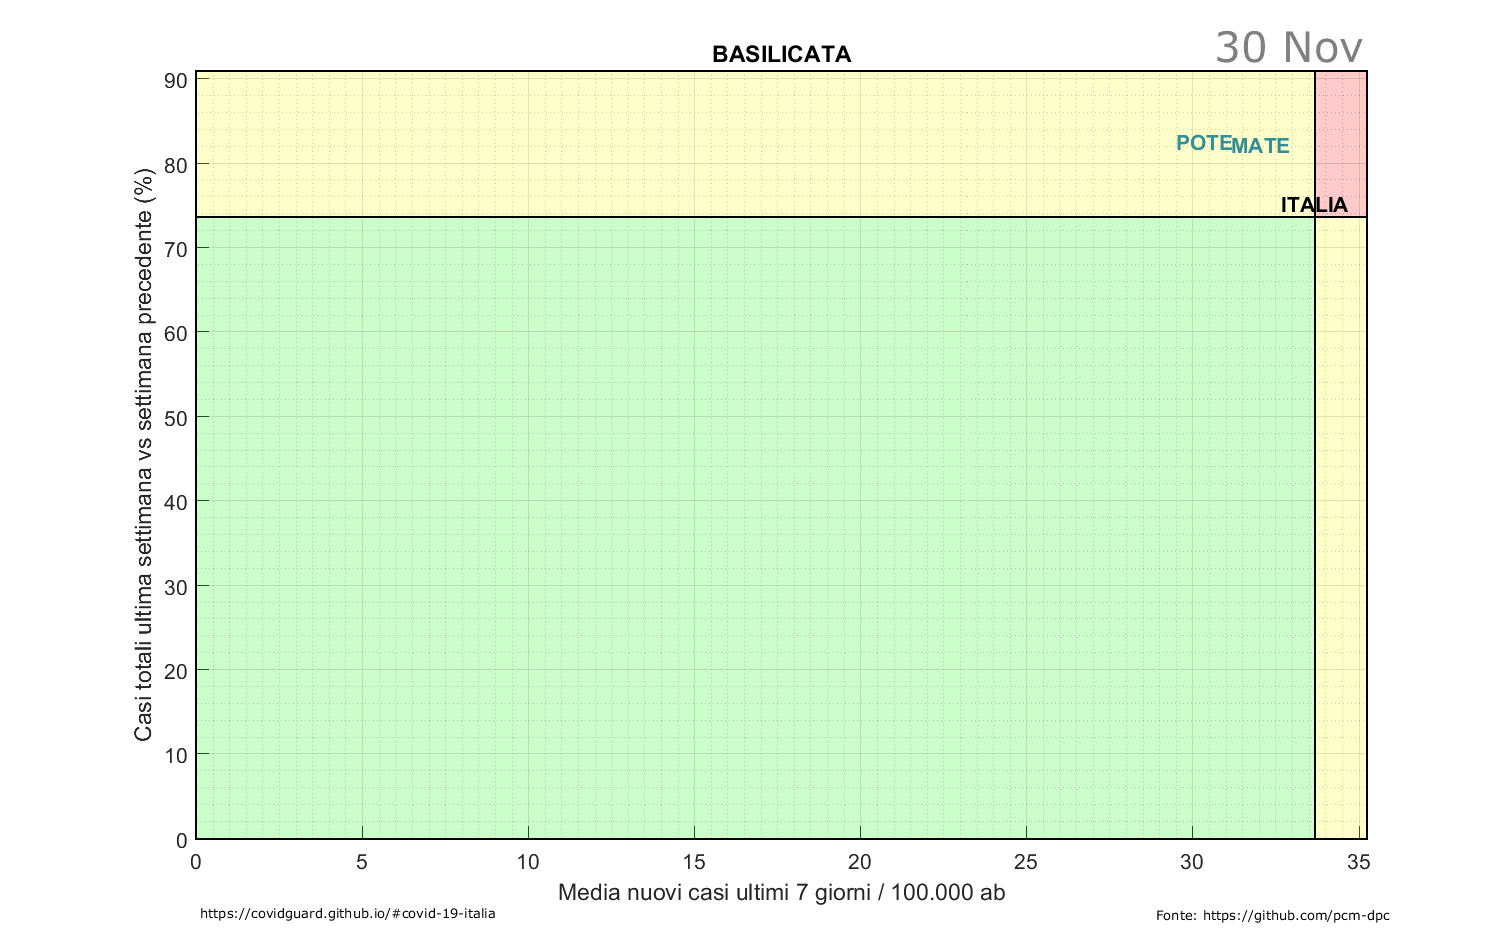 30 Nov
BASILICATA
90
80
70
60
50
40
30
20
10
0
Casi totali ultima settimana vs settimana precedente (%)
POTE
MATE
ITALIA
0 5 10 15 20 25 30 35
Media nuovi casi ultimi 7 giorni / 100.000 ab
https://covidguard.github.io/#covid-19-italia
Fonte: https://github.com/pcm-dpc